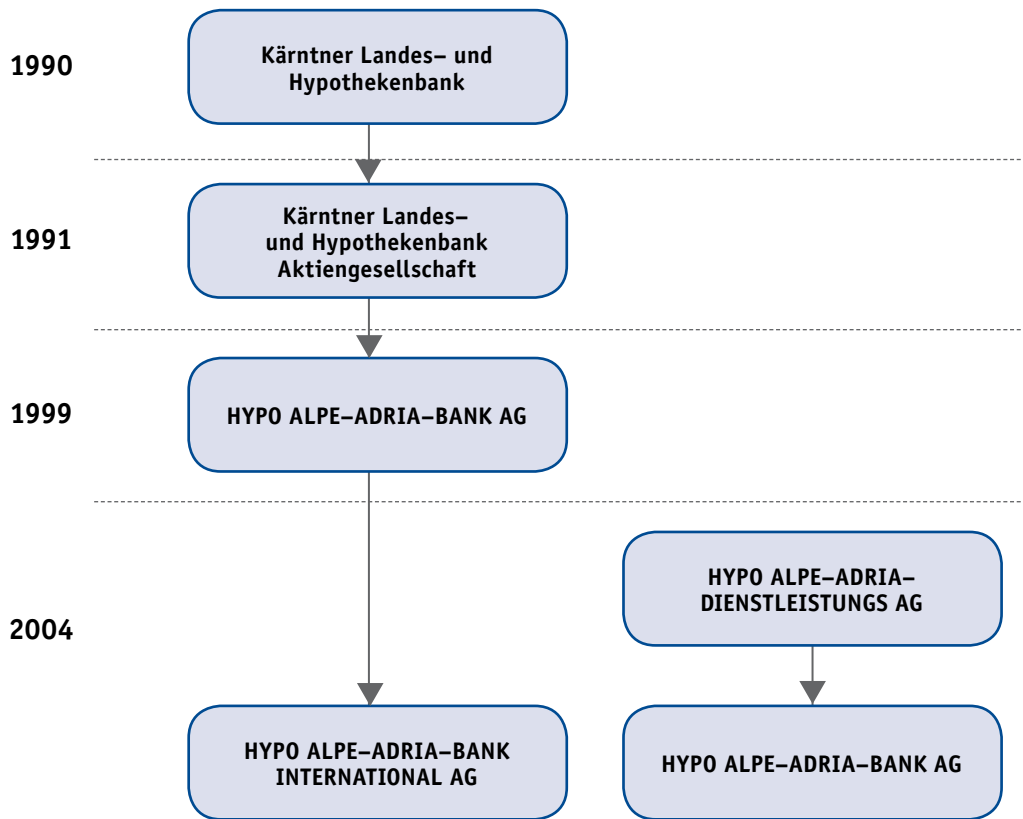 1990
Kärntner Landes– und
Hypothekenbank
1991
Kärntner Landes–
und Hypothekenbank
Aktiengesellschaft
1999
HYPO ALPE–ADRIA–BANK AG
2004
HYPO ALPE–ADRIA–
DIENSTLEISTUNGS AG
HYPO ALPE–ADRIA–BANK
INTERNATIONAL AG
HYPO ALPE–ADRIA–BANK AG